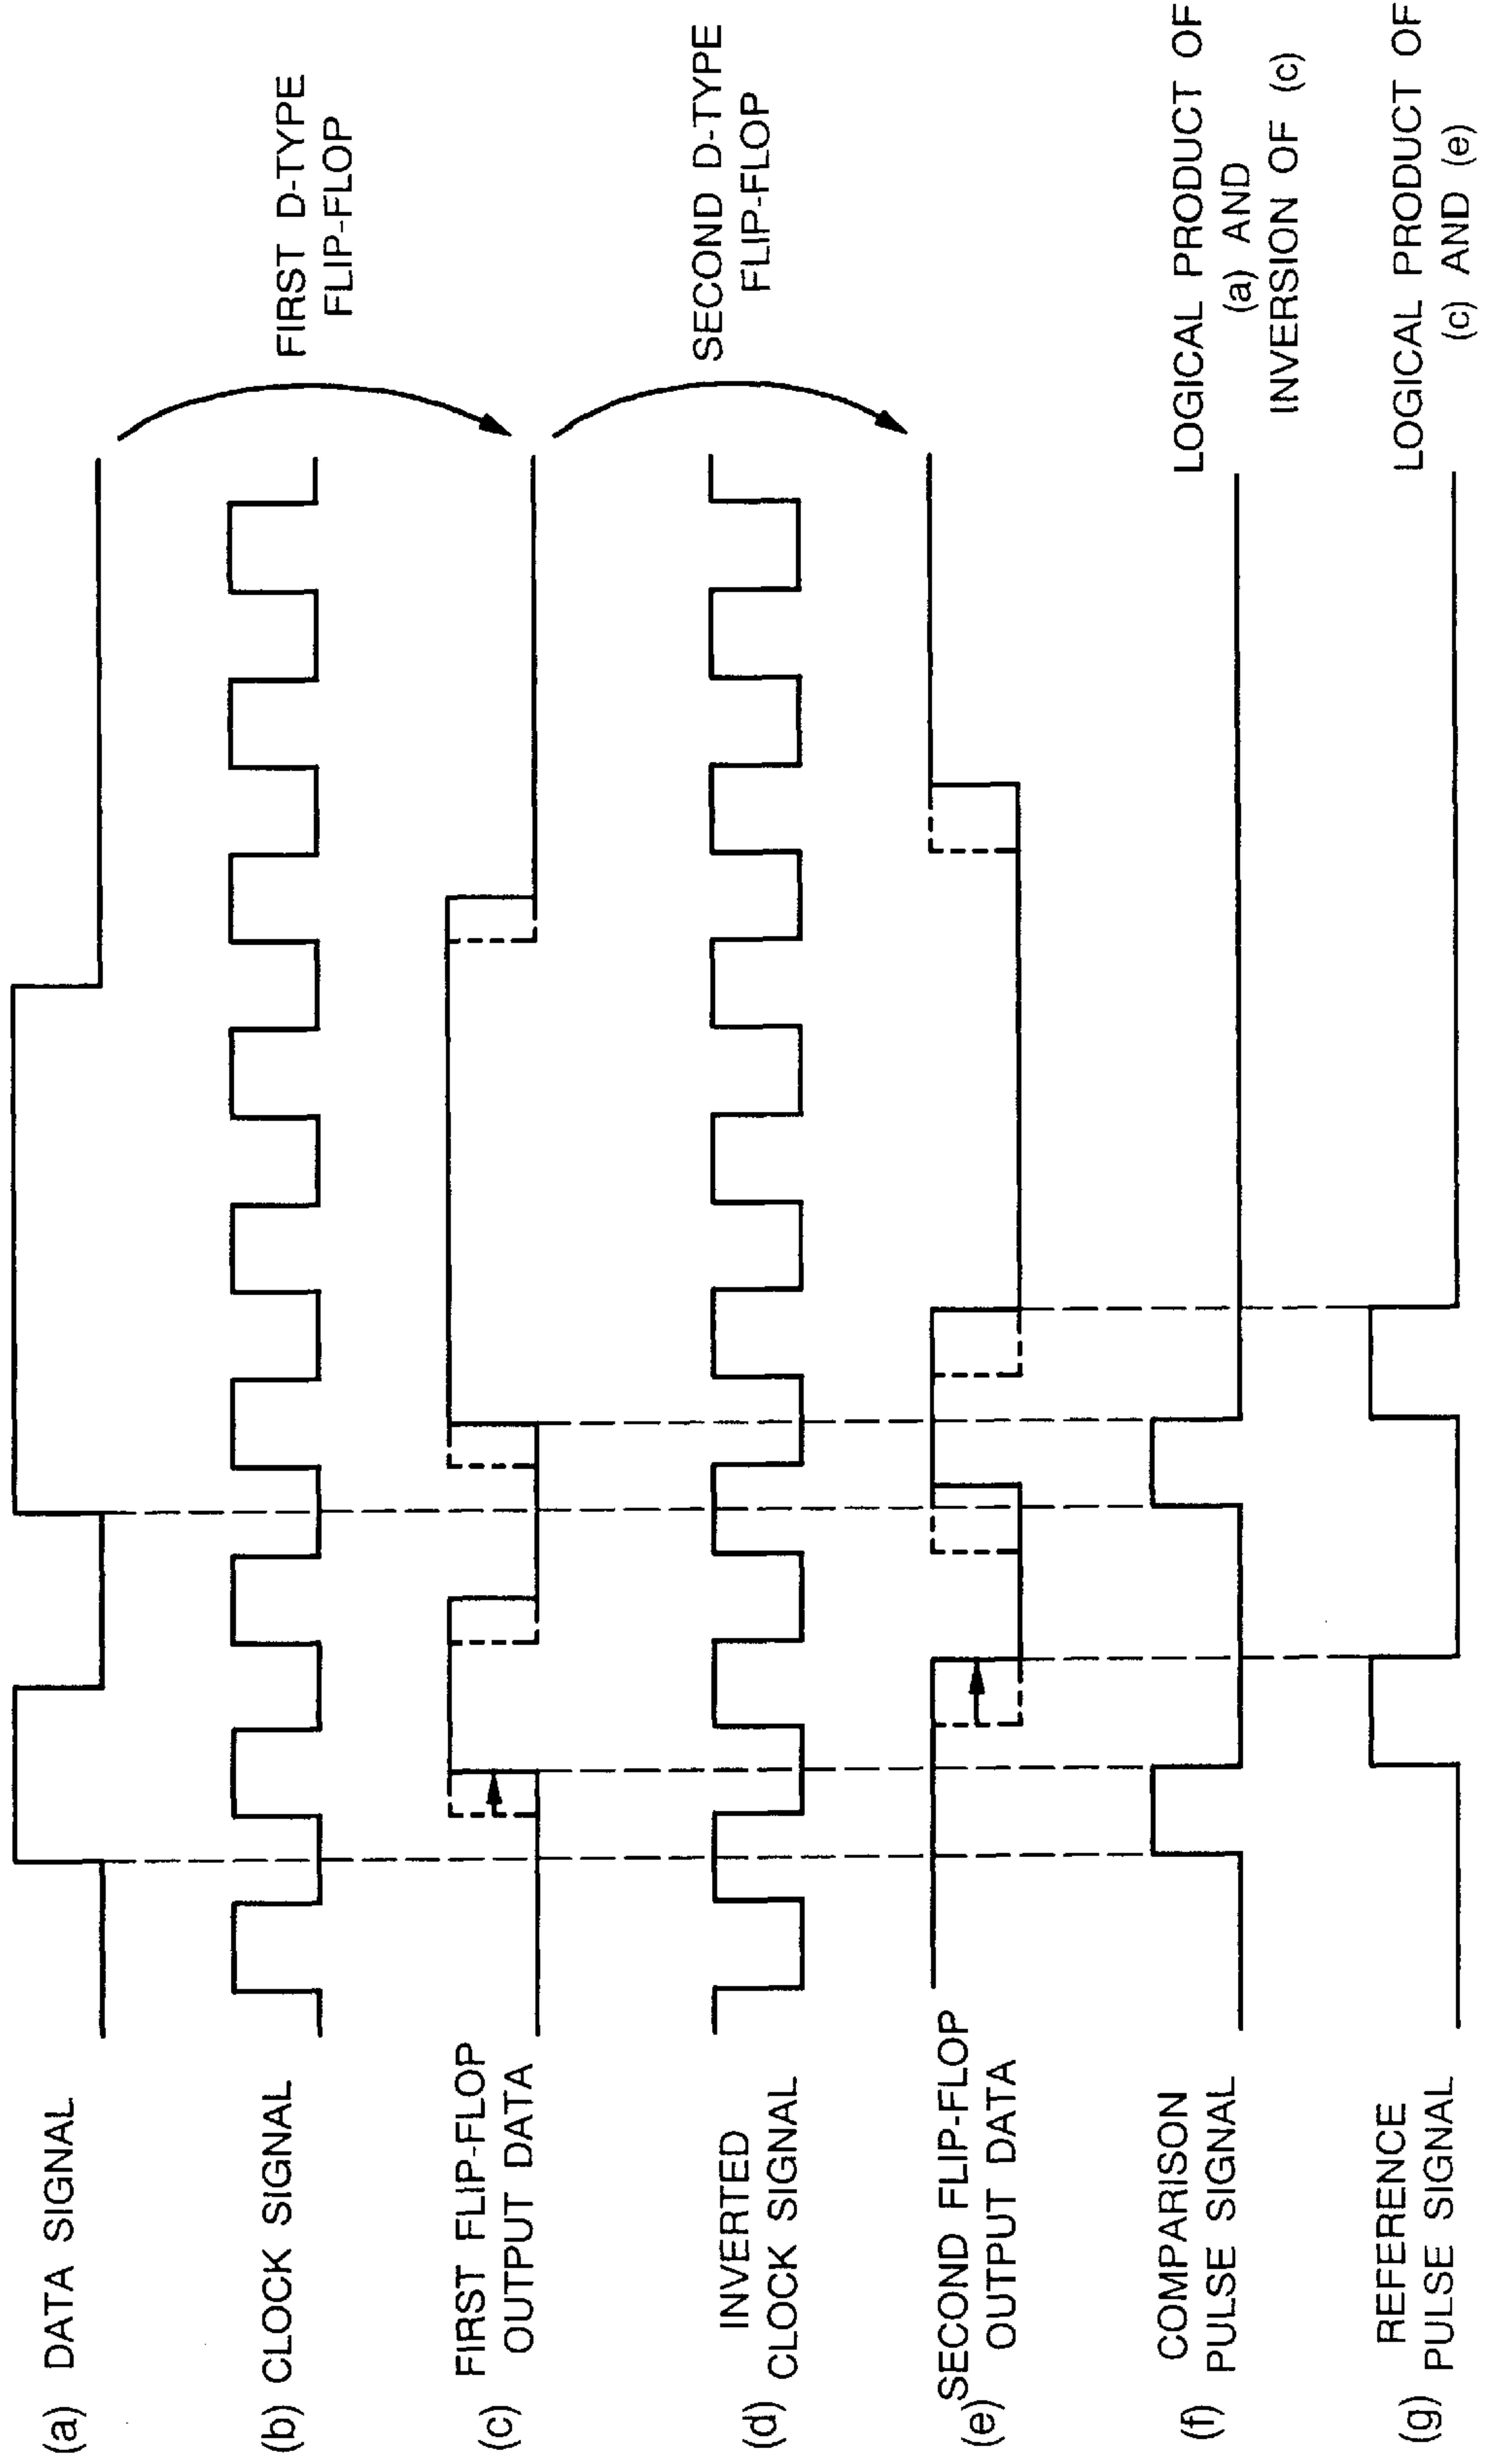 (a) DATA SIGNAL
(b) CLOCK SIGNAL
FIRST D-TYPE
FLIP-FLOP
(c) FIRST FLIP-FLOP
OUTPUT DATA
(d) INVERTED
CLOCK SIGNAL
SECOND D-TYPE
FLIP-FLOP
(e) SECOND FLIP-FLOP
OUTPUT DATA
(f) COMPARISON
PULSE SIGNAL
LOGICAL PRODUCT OF
(a) AND
INVERSION OF (c)
(g) REFERENCE
PULSE SIGNAL
LOGICAL PRODUCT OF
(c) AND (e)